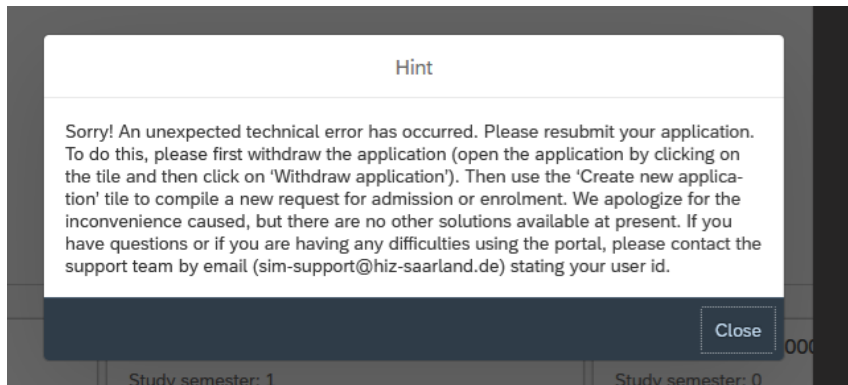 Hint
Sorry! An unexpected technical error has occurred. Please resubmit your application.
To do this, please first withdraw the application (open the application by clicking on
the tile and then click on ‘Withdraw application’). Then use the ‘Create new applica-
tion’ tile to compile a new request for admission or enrolment. We apologize for the
inconvenience caused, but there are no other solutions available at present. If you
have questions or if you are having any difficulties using the portal, please contact the
support team by email (sim-support@hiz-saarland.de) stating your user id.
Close
Study semester: 1
Study semester: 0